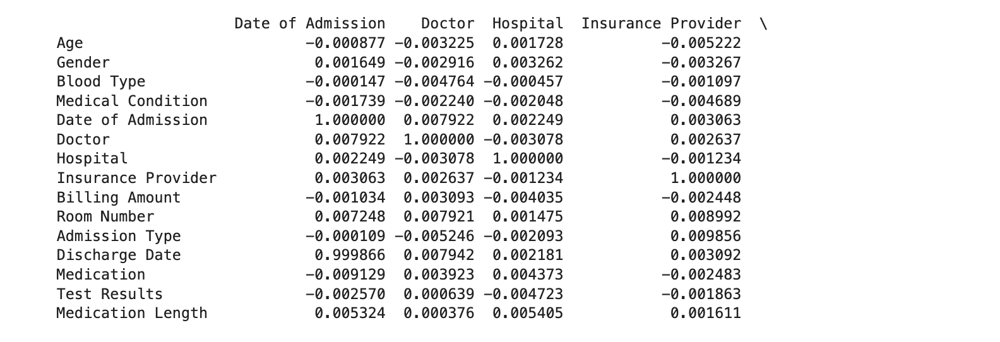 Date of Admission Doctor Hospital Insurance Provider \
Age −0.000877 −0.003225 0.001728 −0.005222
Gender 0.001649 −0.002916 0.003262 −0.003267
Blood Type −0.000147 −0.004764 −0.000457 −0.001097
Medical Condition −0.001739 −0.002240 −0.002048 −0.004689
Date of Admission 1.000000 0.007922 0.002249 0.003063
Doctor 0.007922 1.000000 −0.003078 0.002637
Hospital 0.002249 −0.003078 1.000000 −0.001234
Insurance Provider 0.003063 0.002637 −0.001234 1.000000
Billing Amount −0.001034 0.003093 −0.004035 −0.002448
Room Number 0.007248 0.007921 0.001475 0.008992
Admission Type −0.000109 −0.005246 −0.002093 0.009856
Discharge Date 0.999866 0.007942 0.002181 0.003092
Medication −0.009129 0.003923 0.004373 −0.002483
Test Results −0.002570 0.000639 −0.004723 −0.001863
Medication Length 0.005324 0.000376 0.005405 0.001611